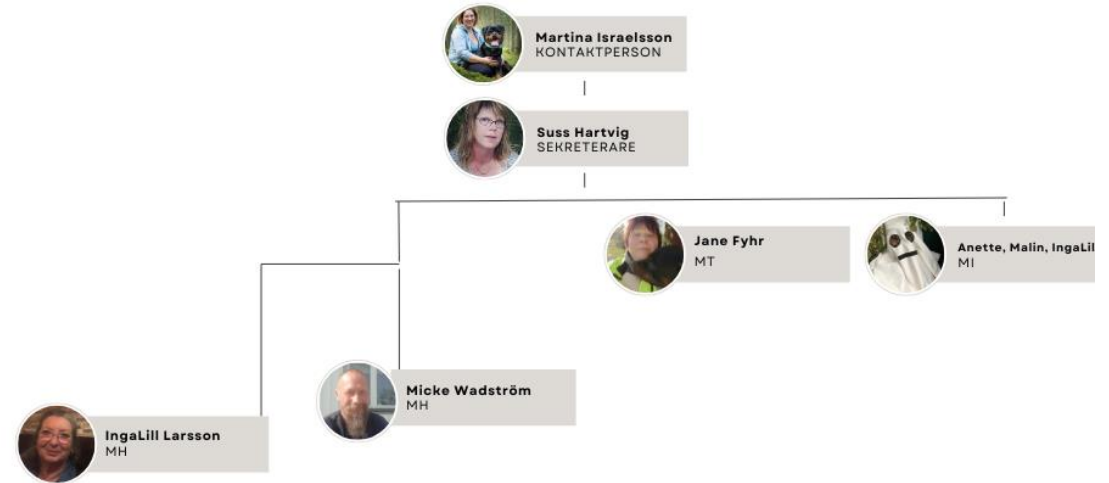 Martina Israelsson
KONTAKTPERSON
Suss Hartvig
SEKRETERARE
Jane Fyhr
MT
Anette, Malin, IngaLil
MI
Micke Wadström
MH
IngaLill Larsson
MH